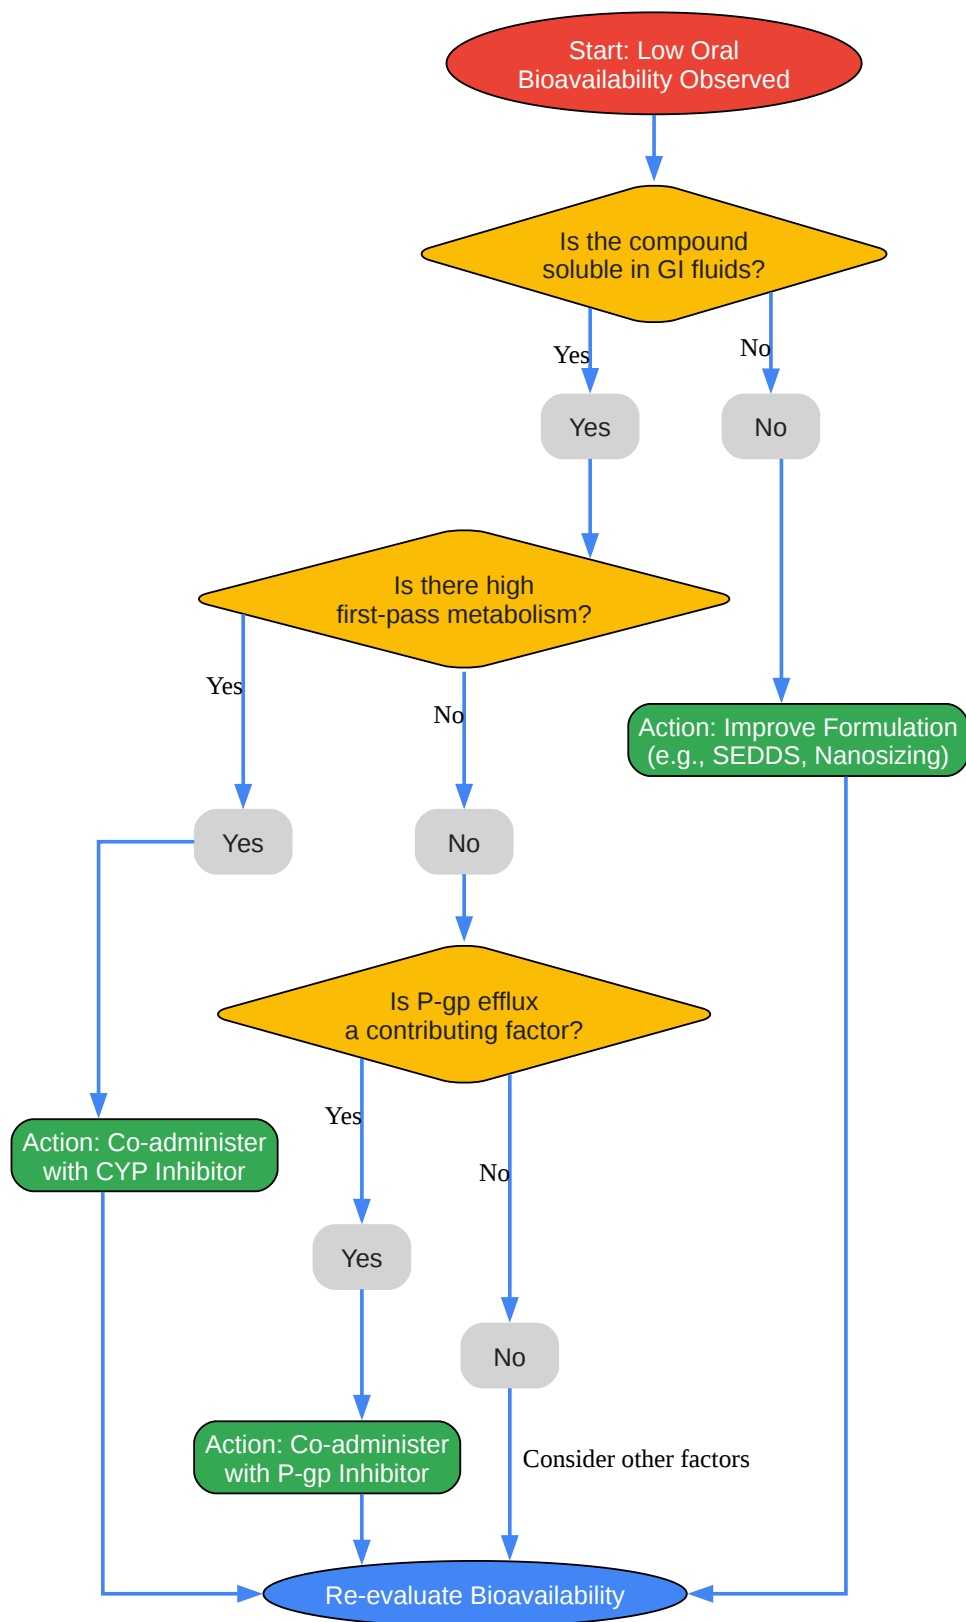 Start: Low Oral
Bioavailability Observed
Is the compound
soluble in GI fluids?
Yes
No
Yes
No
Is there high
first-pass metabolism?
Yes
No
Action: Improve Formulation
(e.g., SEDDS, Nanosizing)
Yes
No
Is P-gp efflux
a contributing factor?
Yes
No
Action: Co-administer
with CYP Inhibitor
Yes
No
Action: Co-administer
with P-gp Inhibitor
Consider other factors
Re-evaluate Bioavailability